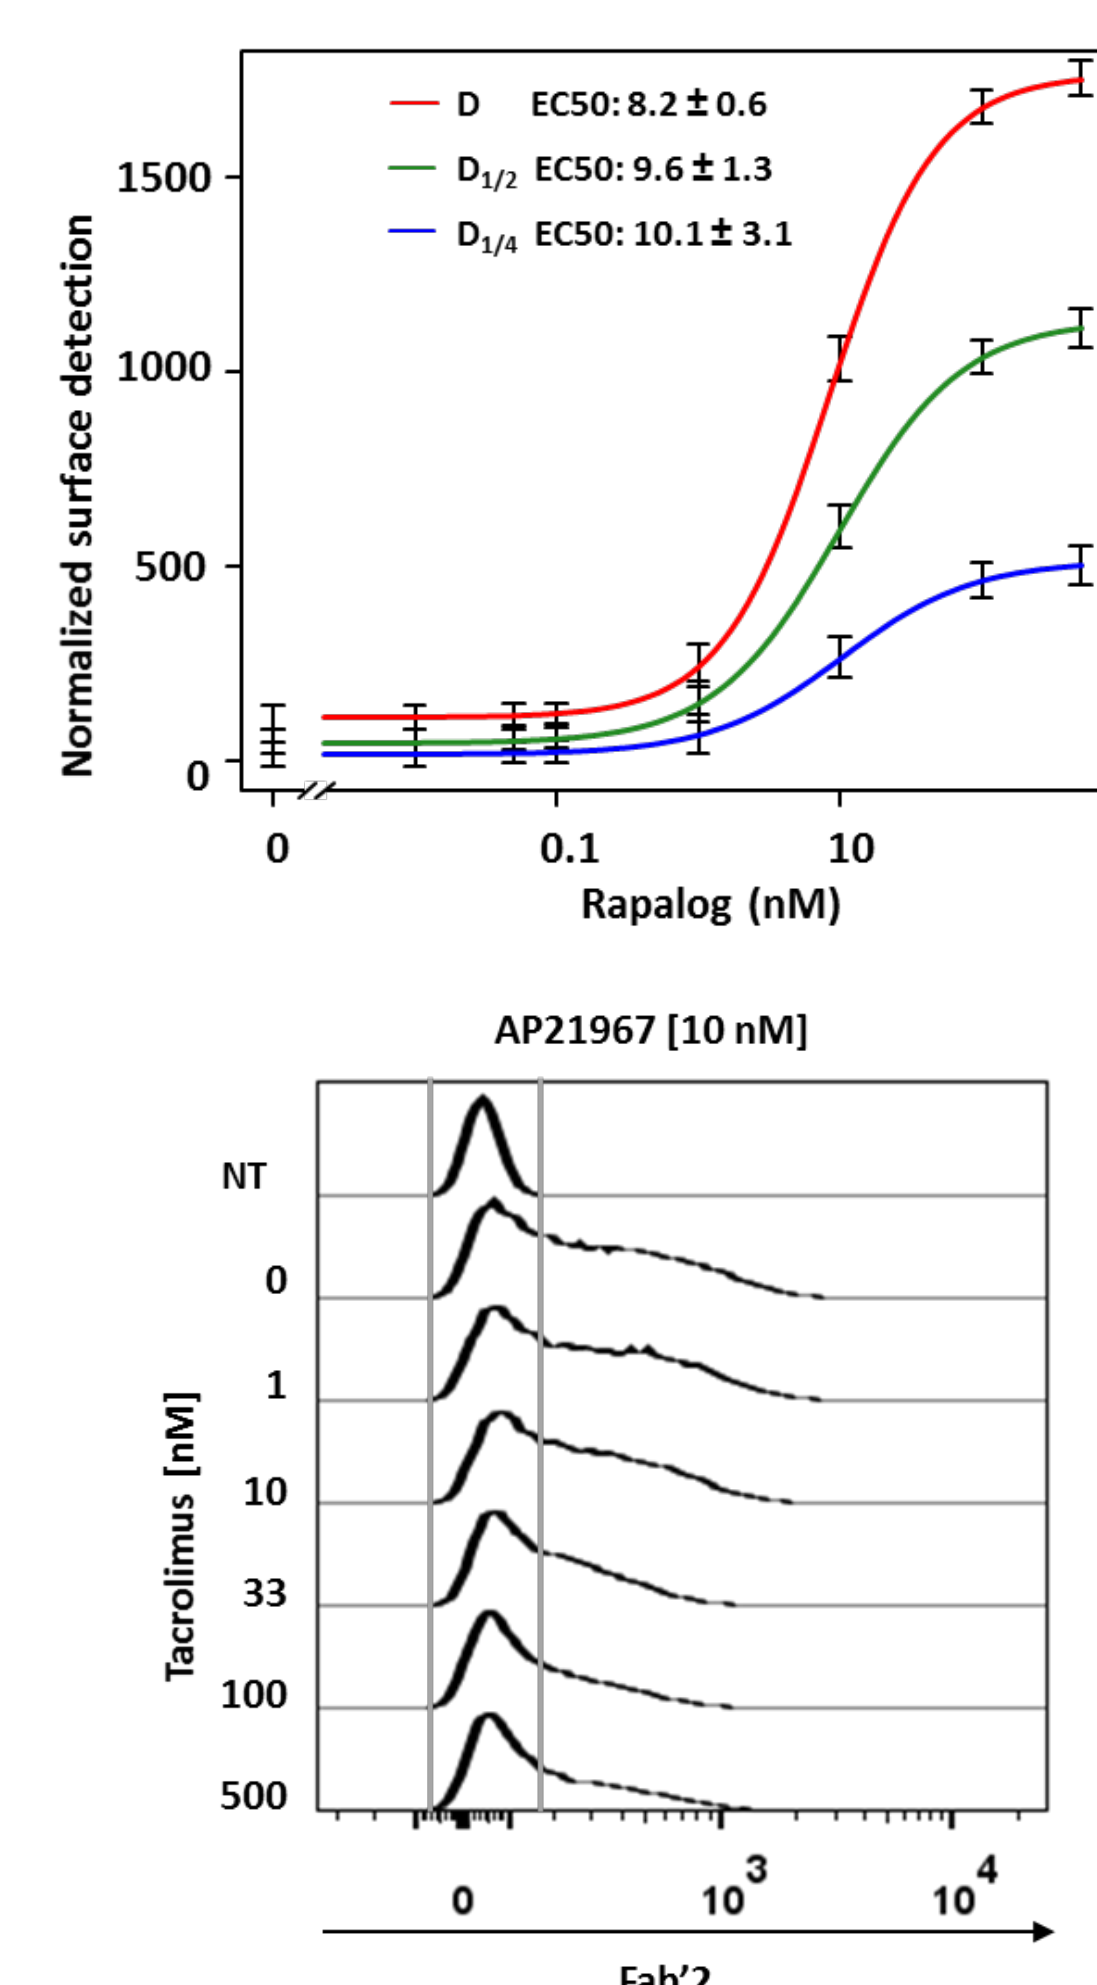 D EC50: 8.2 ± 0.6
D1/2 EC50: 9.6 ± 1.3
D1/4 EC50: 10.1 ± 3.1
Normalized surface detection
1500
1000
500
0
0 0.1 10
Rapalog (nM)
AP21967 [10 nM]
Tacrolimus [nM]
NT
0
1
10
33
100
500
0 10³ 10⁴
Fab'2